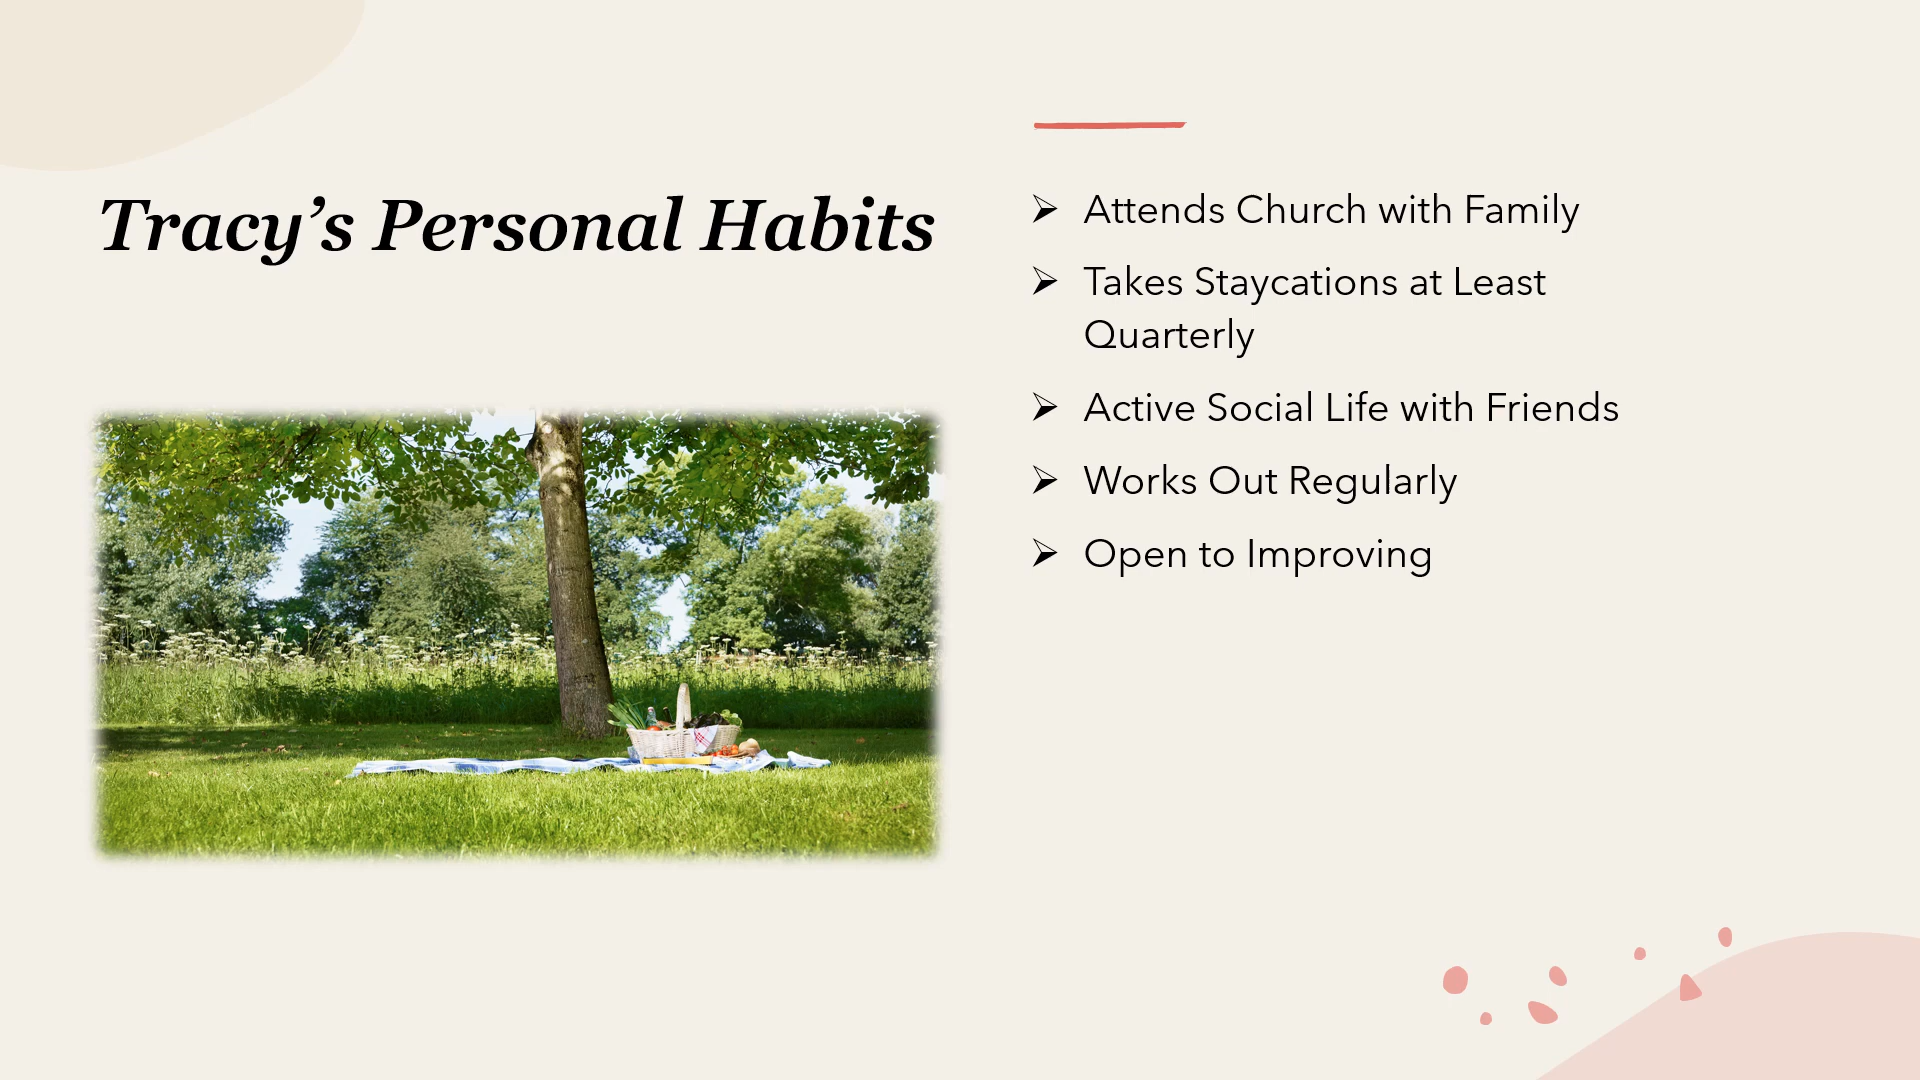 Tracy’s Personal Habits
➢ Attends Church with Family
➢ Takes Staycations at Least
Quarterly
➢ Active Social Life with Friends
➢ Works Out Regularly
➢ Open to Improving